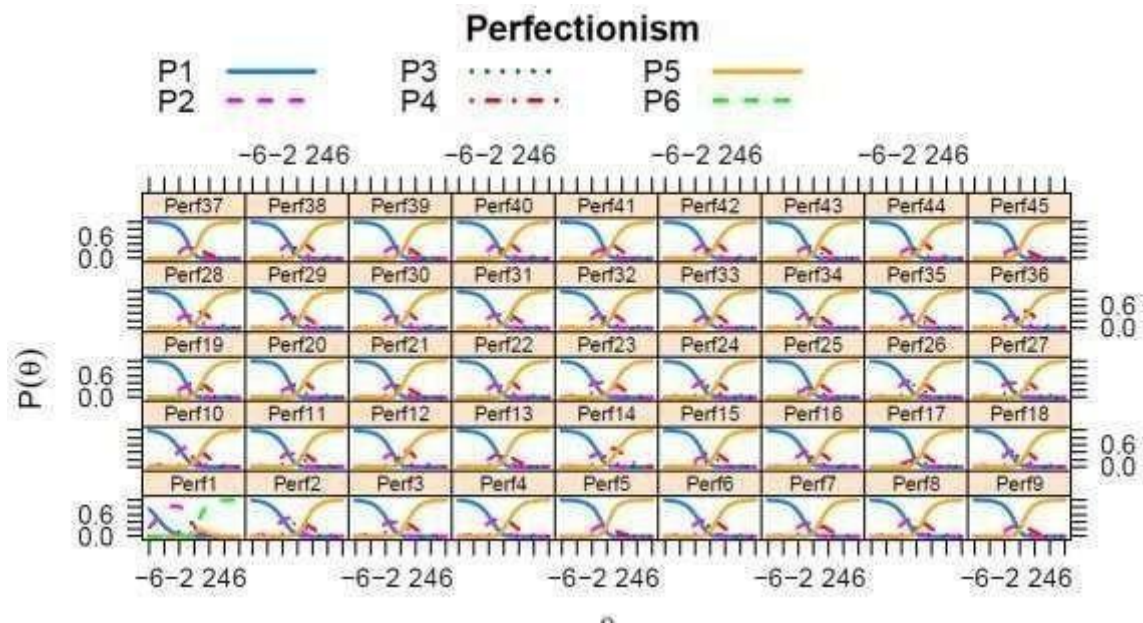 Perfectionism
P1 P3 P5
P2 P4 P6
−6−2 246 −6−2 246 −6−2 246 −6−2 246
Perf37 Perf38 Perf39 Perf40 Perf41 Perf42 Perf43 Perf44 Perf45
0.6
0.0
Perf28 Perf29 Perf30 Perf31 Perf32 Perf33 Perf34 Perf35 Perf36
0.6
0.0
Perf19 Perf20 Perf21 Perf22 Perf23 Perf24 Perf25 Perf26 Perf27
0.6
0.0
Perf10 Perf11 Perf12 Perf13 Perf14 Perf15 Perf16 Perf17 Perf18
0.6
0.0
Perf1 Perf2 Perf3 Perf4 Perf5 Perf6 Perf7 Perf8 Perf9
0.6
0.0
−6−2 246 −6−2 246 −6−2 246 −6−2 246 −6−2 246
P(θ)